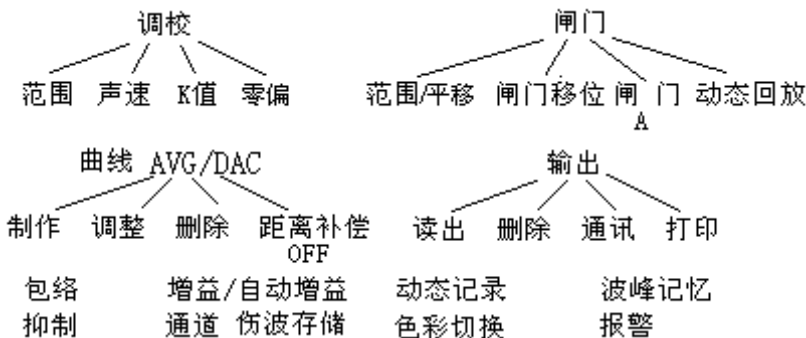 调校
范围 声速 K值 零偏
闸门
范围/平移 闸门移位 闸 门 动态回放
A
曲线 AVG/DAC
制作 调整 删除 距离补偿
OFF
输出
读出 删除 通讯 打印
包络 增益/自动增益 动态记录 波峰记忆
抑制 通道 伤波存储 色彩切换 报警